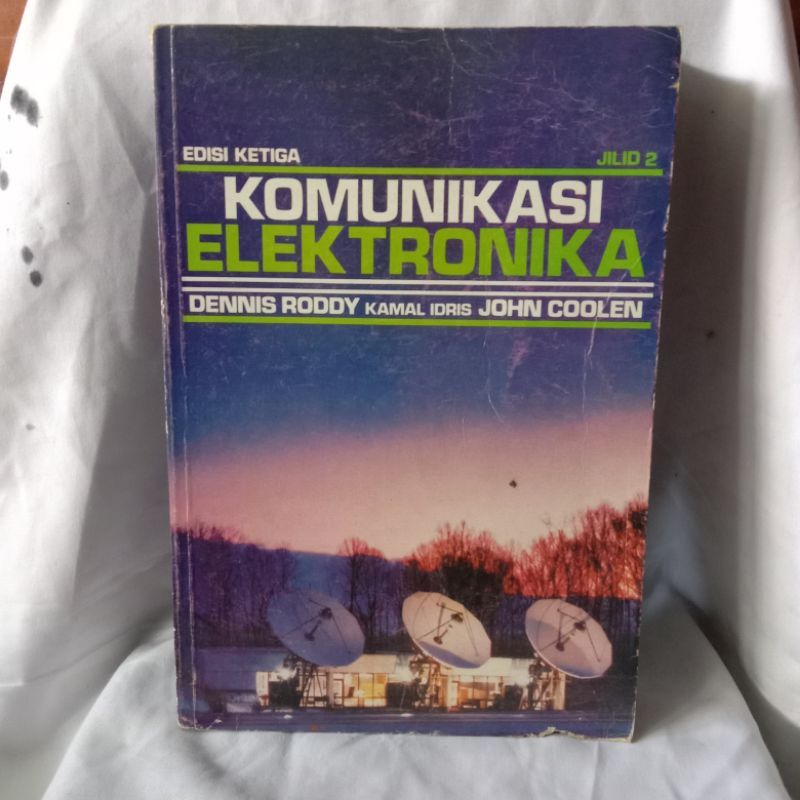 EDISI KETIGA JILID 2
KOMUNIKASI
ELEKTRONIKA
DENNIS RODDY KAMAL IDRIS JOHN COOLEN